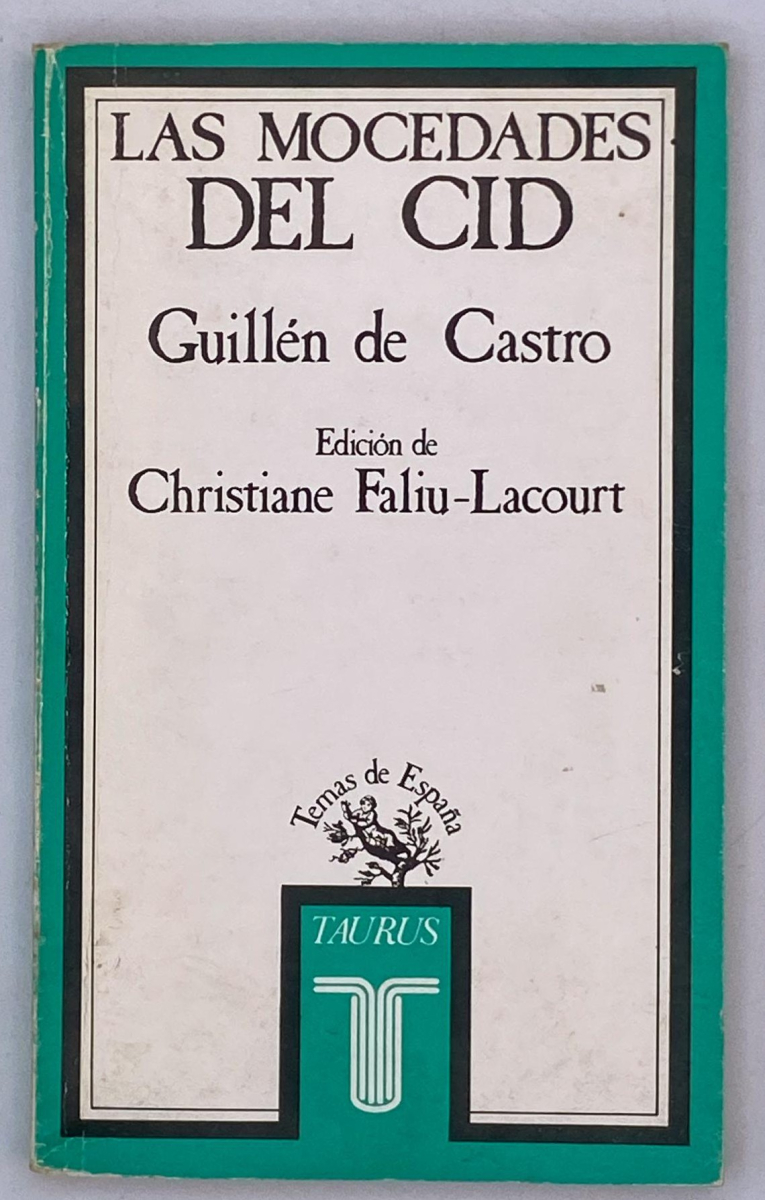 LAS MOCEDADES
DEL CID
Guillén de Castro
Edición de
Christiane Faliu-Lacourt
Temas de España
TAURUS